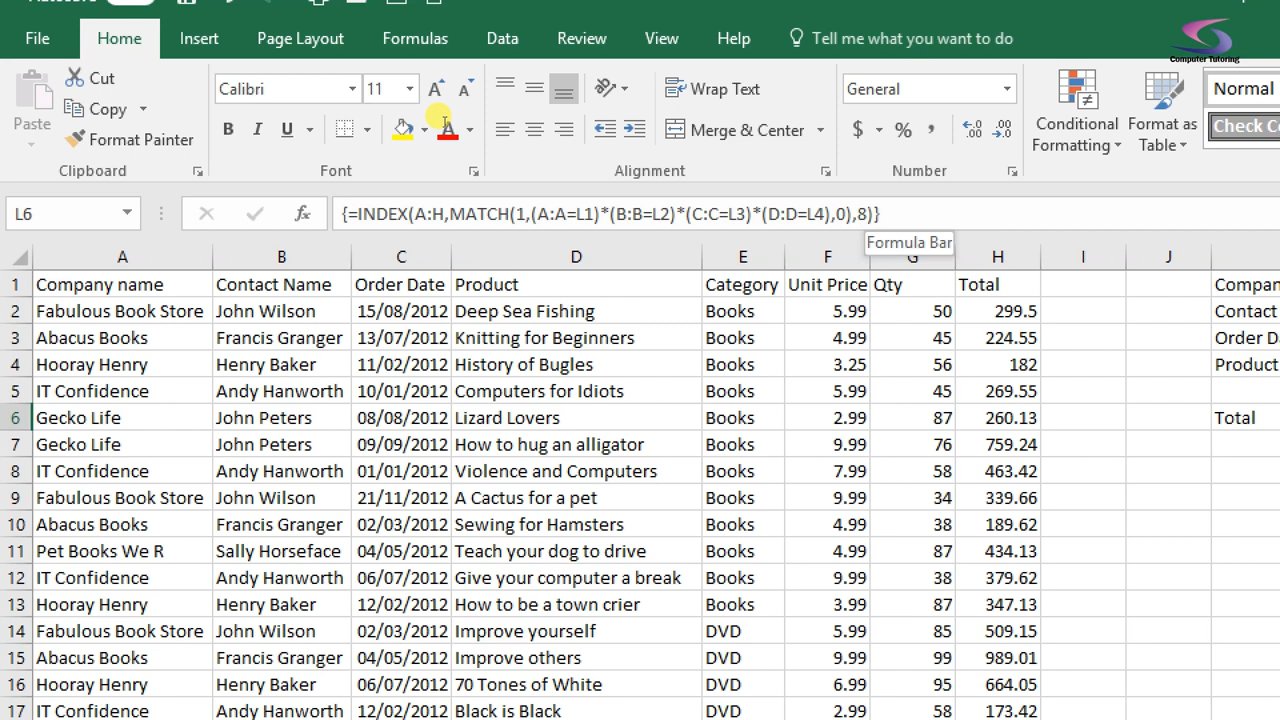 File Home Insert Page Layout Formulas Data Review View Help Tell me what you want to do
Computer Tutoring
Paste
Cut
Copy
Format Painter
Clipboard
Calibri 11
B I U
Font
Wrap Text
Merge & Center
Alignment
General
$ % ,
Number
Conditional Formatting
Format as Table
Normal
L6 fx {=INDEX(A:H,MATCH(1,(A:A=L1)*(B:B=L2)*(C:C=L3)*(D:D=L4),0),8)}
Formula Bar
A B C D E F G H I J
1 Company name Contact Name Order Date Product Category Unit Price Qty Total
2 Fabulous Book Store John Wilson 15/08/2012 Deep Sea Fishing Books 5.99 50 299.5 Contact
3 Abacus Books Francis Granger 13/07/2012 Knitting for Beginners Books 4.99 45 224.55 Order
4 Hooray Henry Henry Baker 11/02/2012 History of Bugles Books 3.25 56 182 Product
5 IT Confidence Andy Hanworth 10/01/2012 Computers for Idiots Books 5.99 45 269.55
6 Gecko Life John Peters 08/08/2012 Lizard Lovers Books 2.99 87 260.13 Total
7 Gecko Life John Peters 09/09/2012 How to hug an alligator Books 9.99 76 759.24
8 IT Confidence Andy Hanworth 01/01/2012 Violence and Computers Books 7.99 58 463.42
9 Fabulous Book Store John Wilson 21/11/2012 A Cactus for a pet Books 9.99 34 339.66
10 Abacus Books Francis Granger 02/03/2012 Sewing for Hamsters Books 4.99 38 189.62
11 Pet Books We R Sally Horseface 04/05/2012 Teach your dog to drive Books 4.99 87 434.13
12 IT Confidence Andy Hanworth 06/07/2012 Give your computer a break Books 9.99 38 379.62
13 Hooray Henry Henry Baker 12/02/2012 How to be a town crier Books 3.99 87 347.13
14 Fabulous Book Store John Wilson 02/03/2012 Improve yourself DVD 5.99 85 509.15
15 Abacus Books Francis Granger 04/05/2012 Improve others DVD 9.99 99 989.01
16 Hooray Henry Henry Baker 06/07/2012 70 Tones of White DVD 6.99 95 664.05
17 IT Confidence Andy Hanworth 12/02/2012 Black is Black DVD 2.99 58 173.42